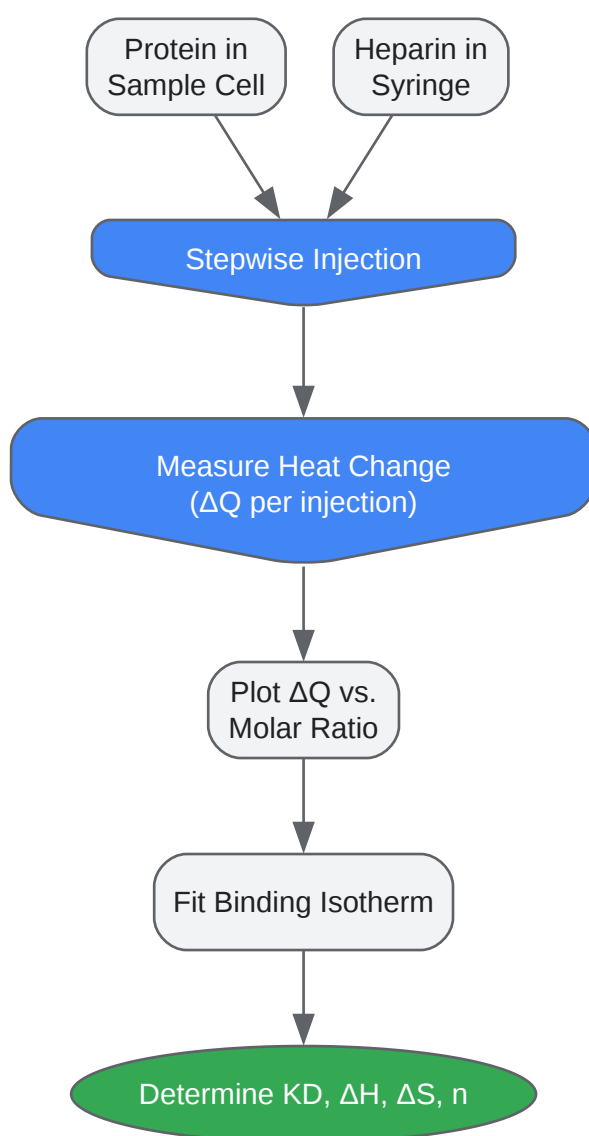 Protein in
Sample Cell
Heparin in
Syringe
Stepwise Injection
Measure Heat Change
(ΔQ per injection)
Plot ΔQ vs.
Molar Ratio
Fit Binding Isotherm
Determine KD, ΔH, ΔS, n